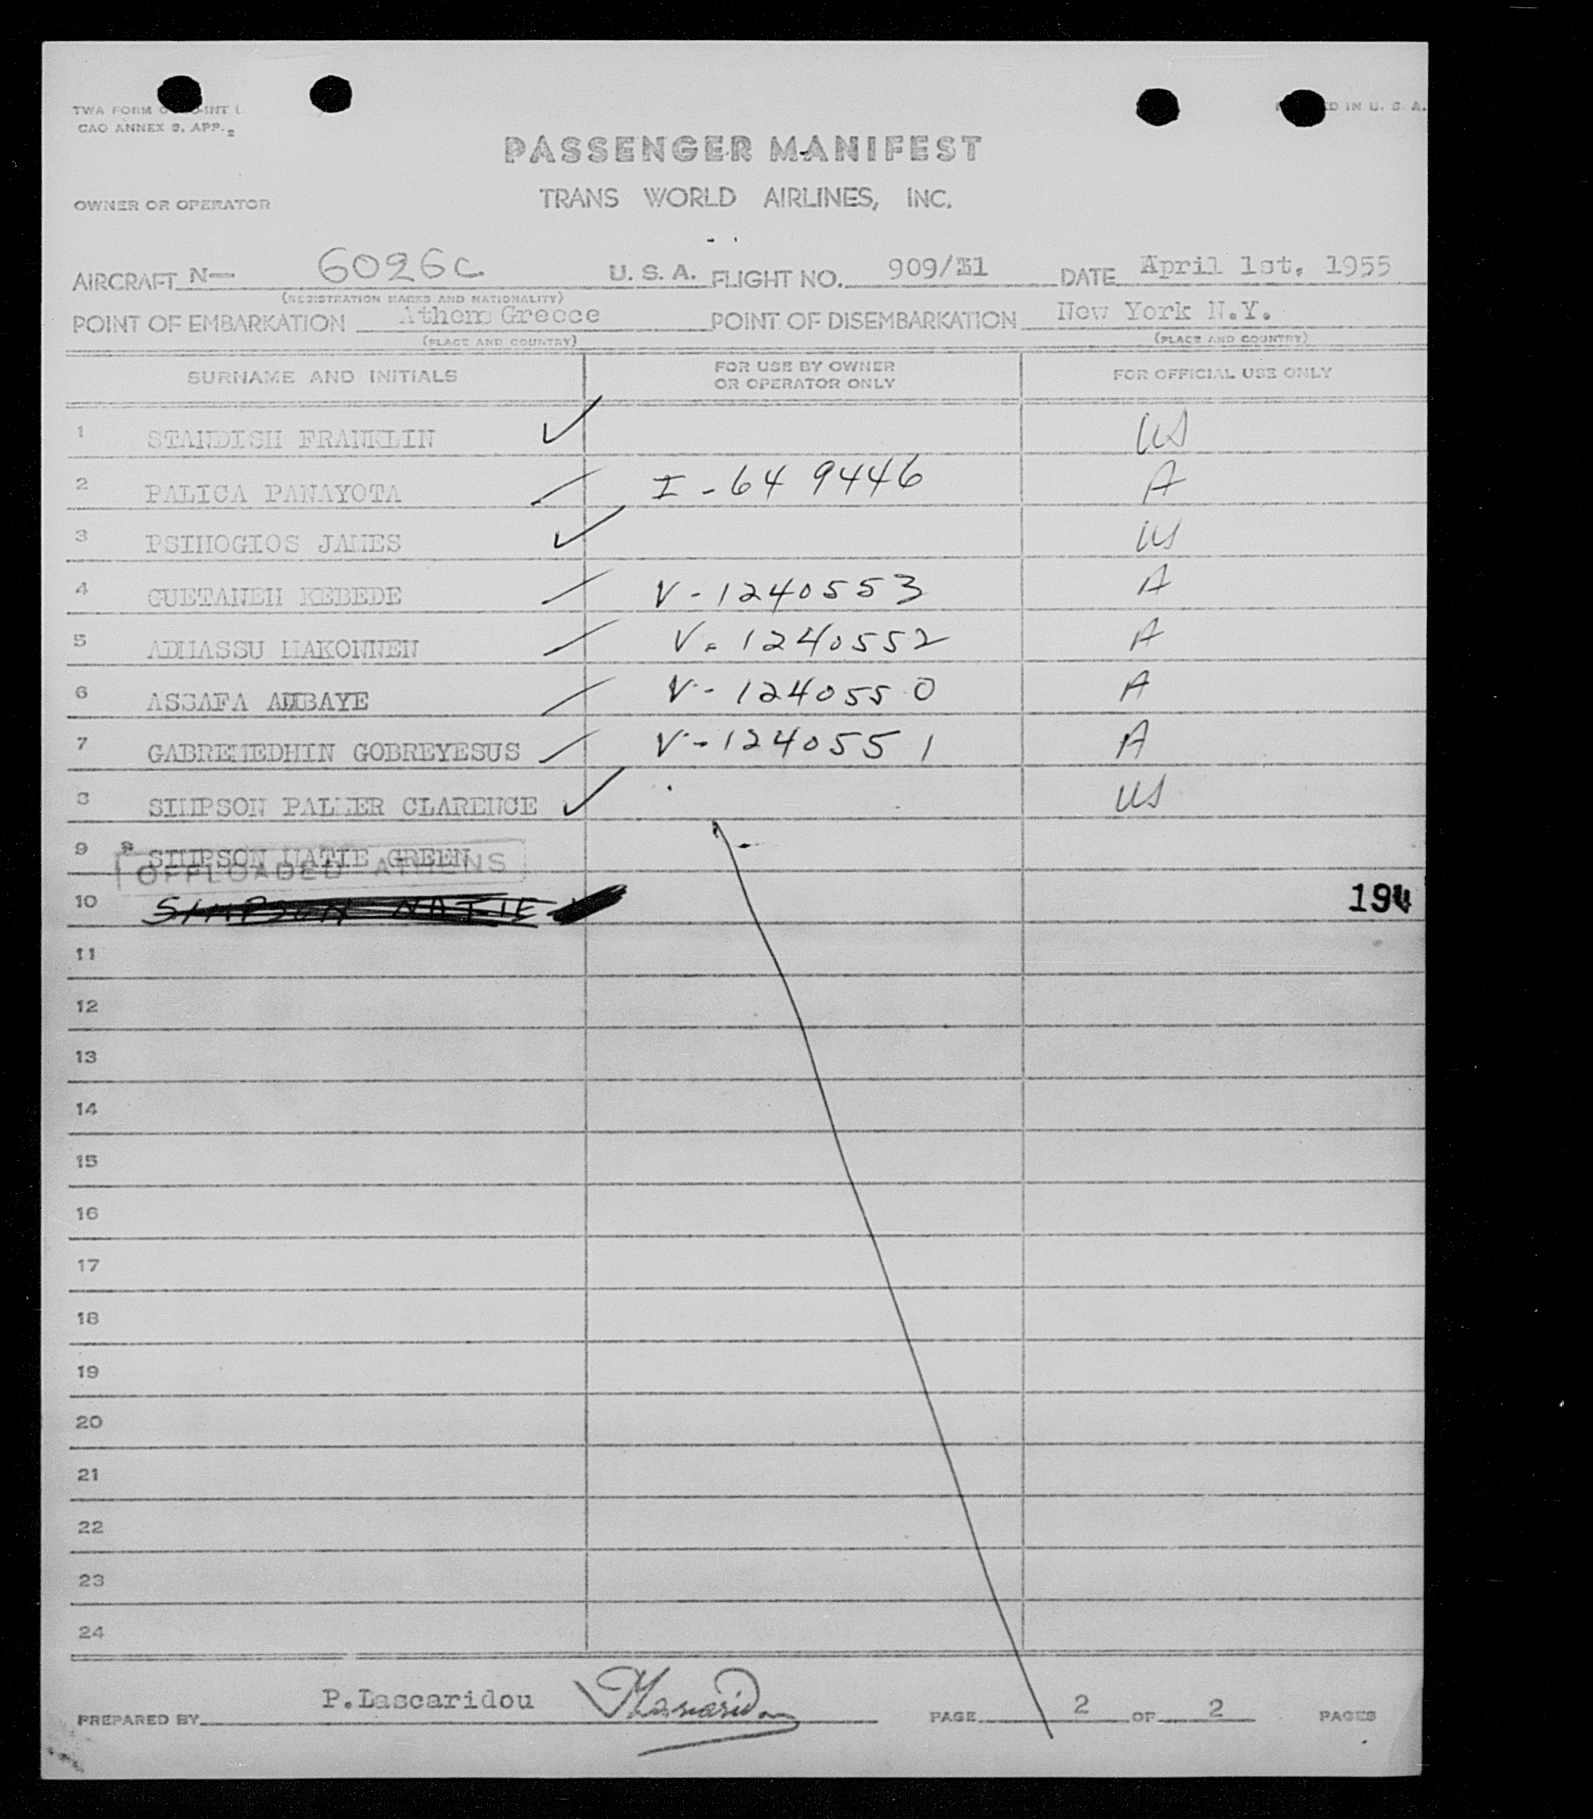 TWA FORM
CAO ANNEX 9, APP. 2
IN U. S. A.
PASSENGER MANIFEST
OWNER OR OPERATOR
TRANS WORLD AIRLINES, INC.
AIRCRAFT N— 6026C U. S. A. FLIGHT NO. 909/31 DATE April 1st, 1955
(REGISTRATION MARKS AND NATIONALITY)
POINT OF EMBARKATION Athens Greece POINT OF DISEMBARKATION New York N.Y.
(PLACE AND COUNTRY) (PLACE AND COUNTRY)
SURNAME AND INITIALS FOR USE BY OWNER OR OPERATOR ONLY FOR OFFICIAL USE ONLY
1 STANDISH FRANKLIN US
2 PALICA PANAYOTA I - 64 9446 A
3 PSIHOGIOS JAMES US
4 GUETANEH KEBEDE V - 1240553 A
5 ADMASSU MAKONNEN V - 1240552 A
6 ASSAFA AMBAYE V - 1240550 A
7 GABREMEDHIN GOBREYESUS V - 1240551 A
8 SIMPSON PALMER CLARENCE US
9 SIMPSON NATIE GREEN
OFFLOADED ATHENS
10 SIMPSON NATIE 194
11
12
13
14
15
16
17
18
19
20
21
22
23
24
PREPARED BY P.Lascaridou PAGE 2 OF 2 PAGES